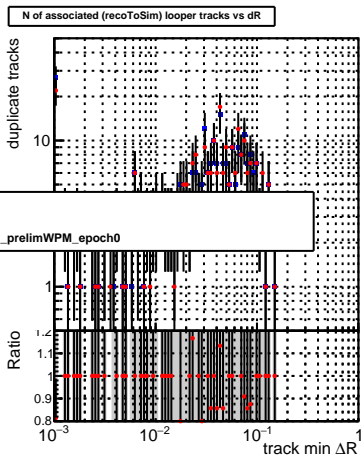 N of associated (recoToSim) looper tracks vs dR
duplicate tracks
10
1
_prelimWPM_epoch0
Ratio
1.2
1.1
1
0.9
0.8
10⁻³
10⁻²
10⁻¹
1
track min ΔR